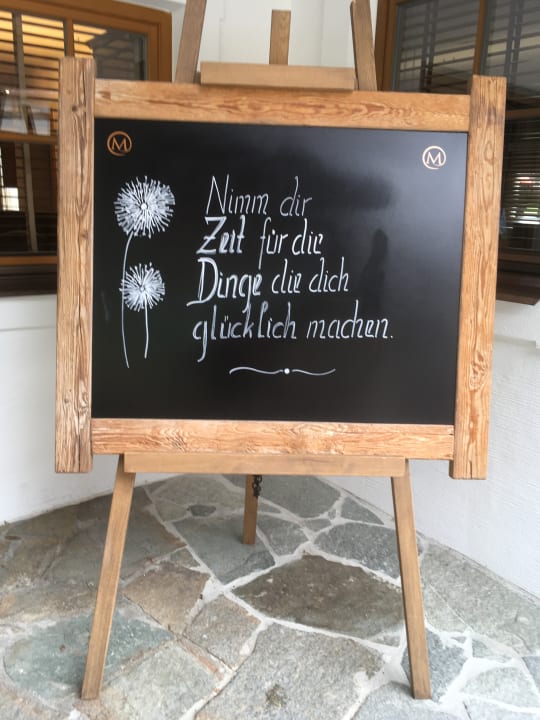 M M
Nimm dir
Zeit für die
Dinge die dich
glücklich machen.